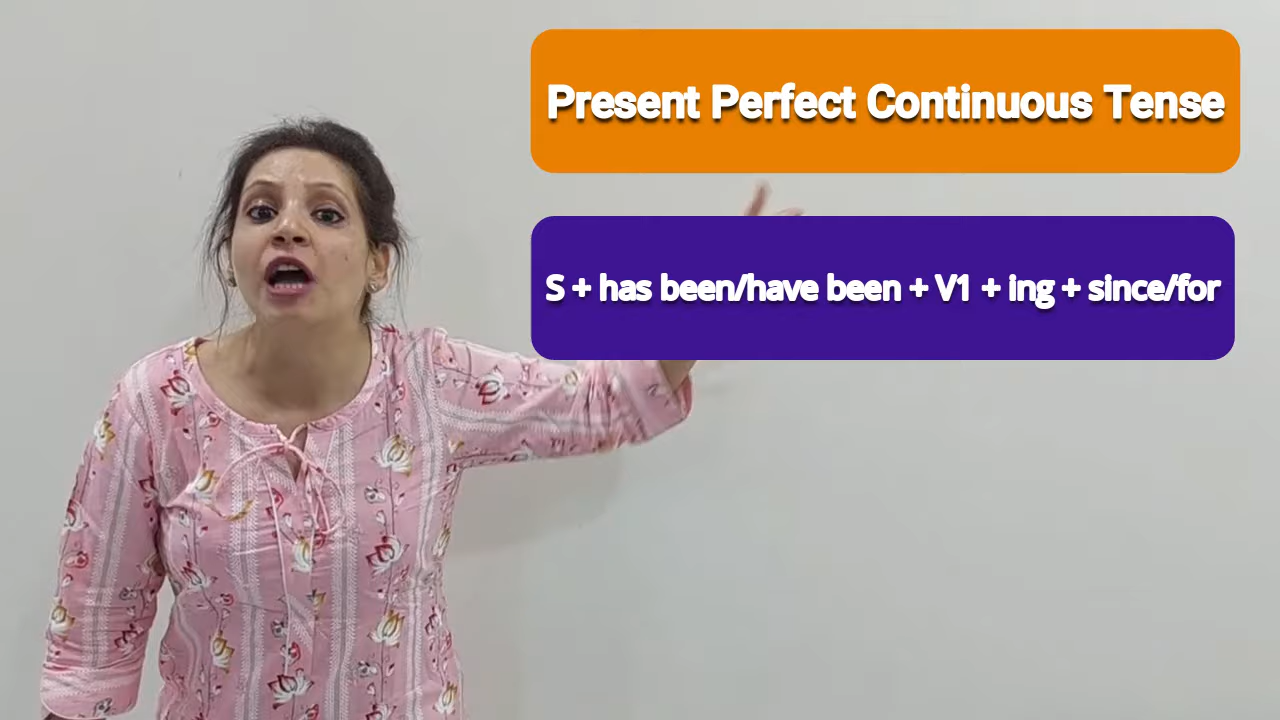 Present Perfect Continuous Tense
S + has been/have been + V1 + ing + since/for